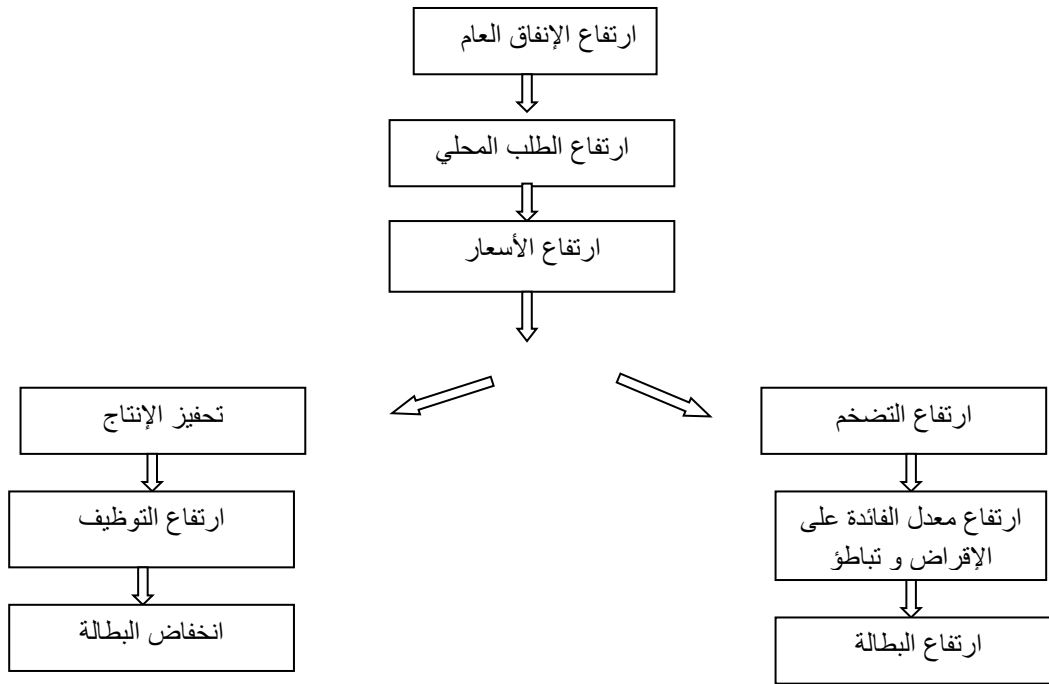 ارتفاع الإنفاق العام
ارتفاع الطلب المحلي
ارتفاع الأسعار
ارتفاع التضخم
ارتفاع معدل الفائدة على
الإقراض و تباطؤ
ارتفاع البطالة
تحفيز الإنتاج
ارتفاع التوظيف
انخفاض البطالة